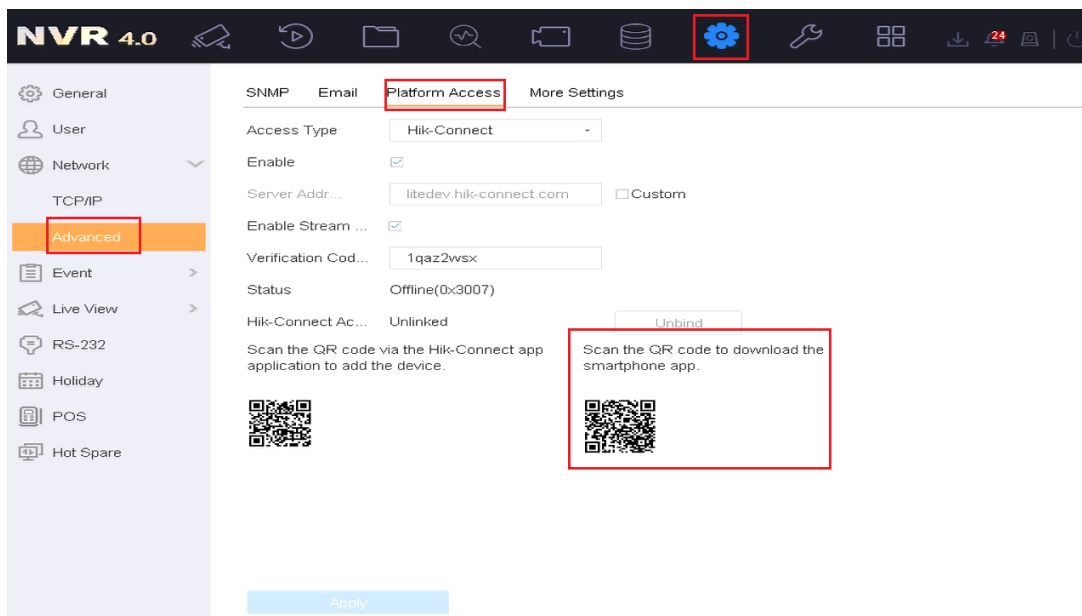 NVR 4.0
24
General
User
Network
TCP/IP
Advanced
Event
Live View
RS-232
Holiday
POS
Hot Spare
SNMP Email Platform Access More Settings
Access Type Hik-Connect
Enable
Server Addr... litedev.hik-connect.com Custom
Enable Stream ...
Verification Cod... 1qaz2wsx
Status Offline(0x3007)
Hik-Connect Ac... Unlinked Unbind
Scan the QR code via the Hik-Connect app
application to add the device.
Scan the QR code to download the
smartphone app.
Apply